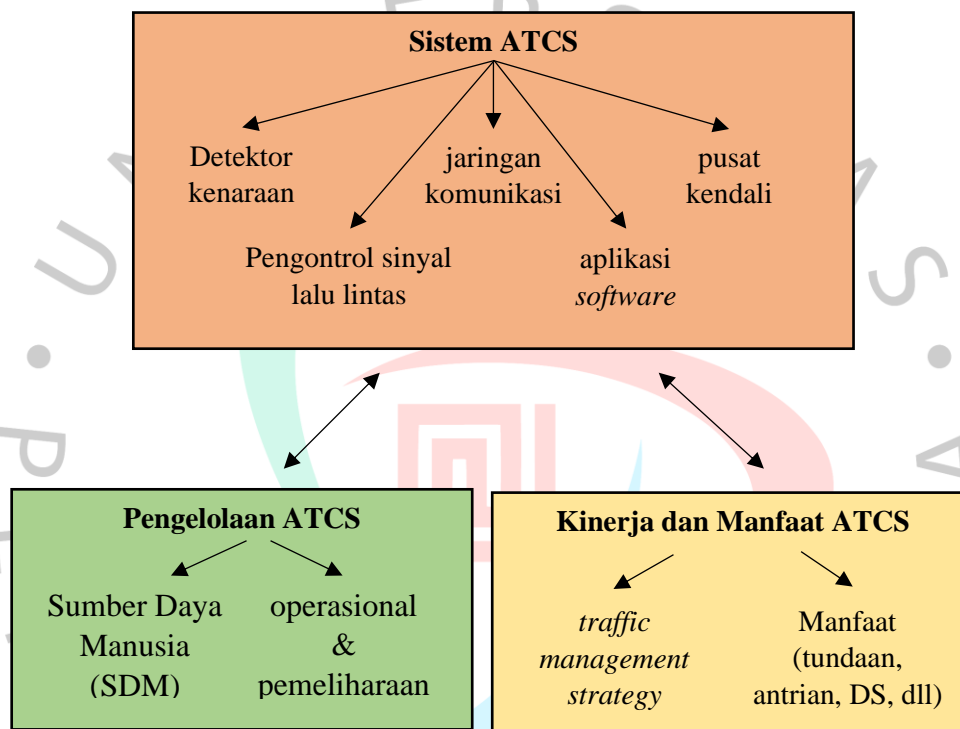 Sistem ATCS
Detektor
kenaraan
jaringan
komunikasi
pusat
kendali
Pengontrol sinyal
lalu lintas
aplikasi
software
Pengelolaan ATCS
Sumber Daya
Manusia
(SDM)
operasional
&
pemeliharaan
Kinerja dan Manfaat ATCS
traffic
management
strategy
Manfaat
(tundaan,
antrian, DS, dll)